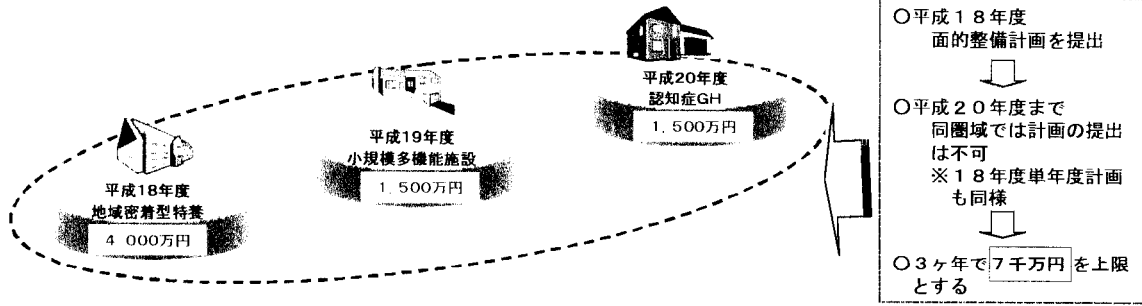 平成18年度
地域密着型特養
4,000万円
平成19年度
小規模多機能施設
1,500万円
平成20年度
認知症GH
1,500万円
○平成18年度
面的整備計画を提出
○平成20年度まで
同圏域では計画の提出
は不可
※18年度単年度計画
も同様
○3ヶ年で7千万円を上限
とする